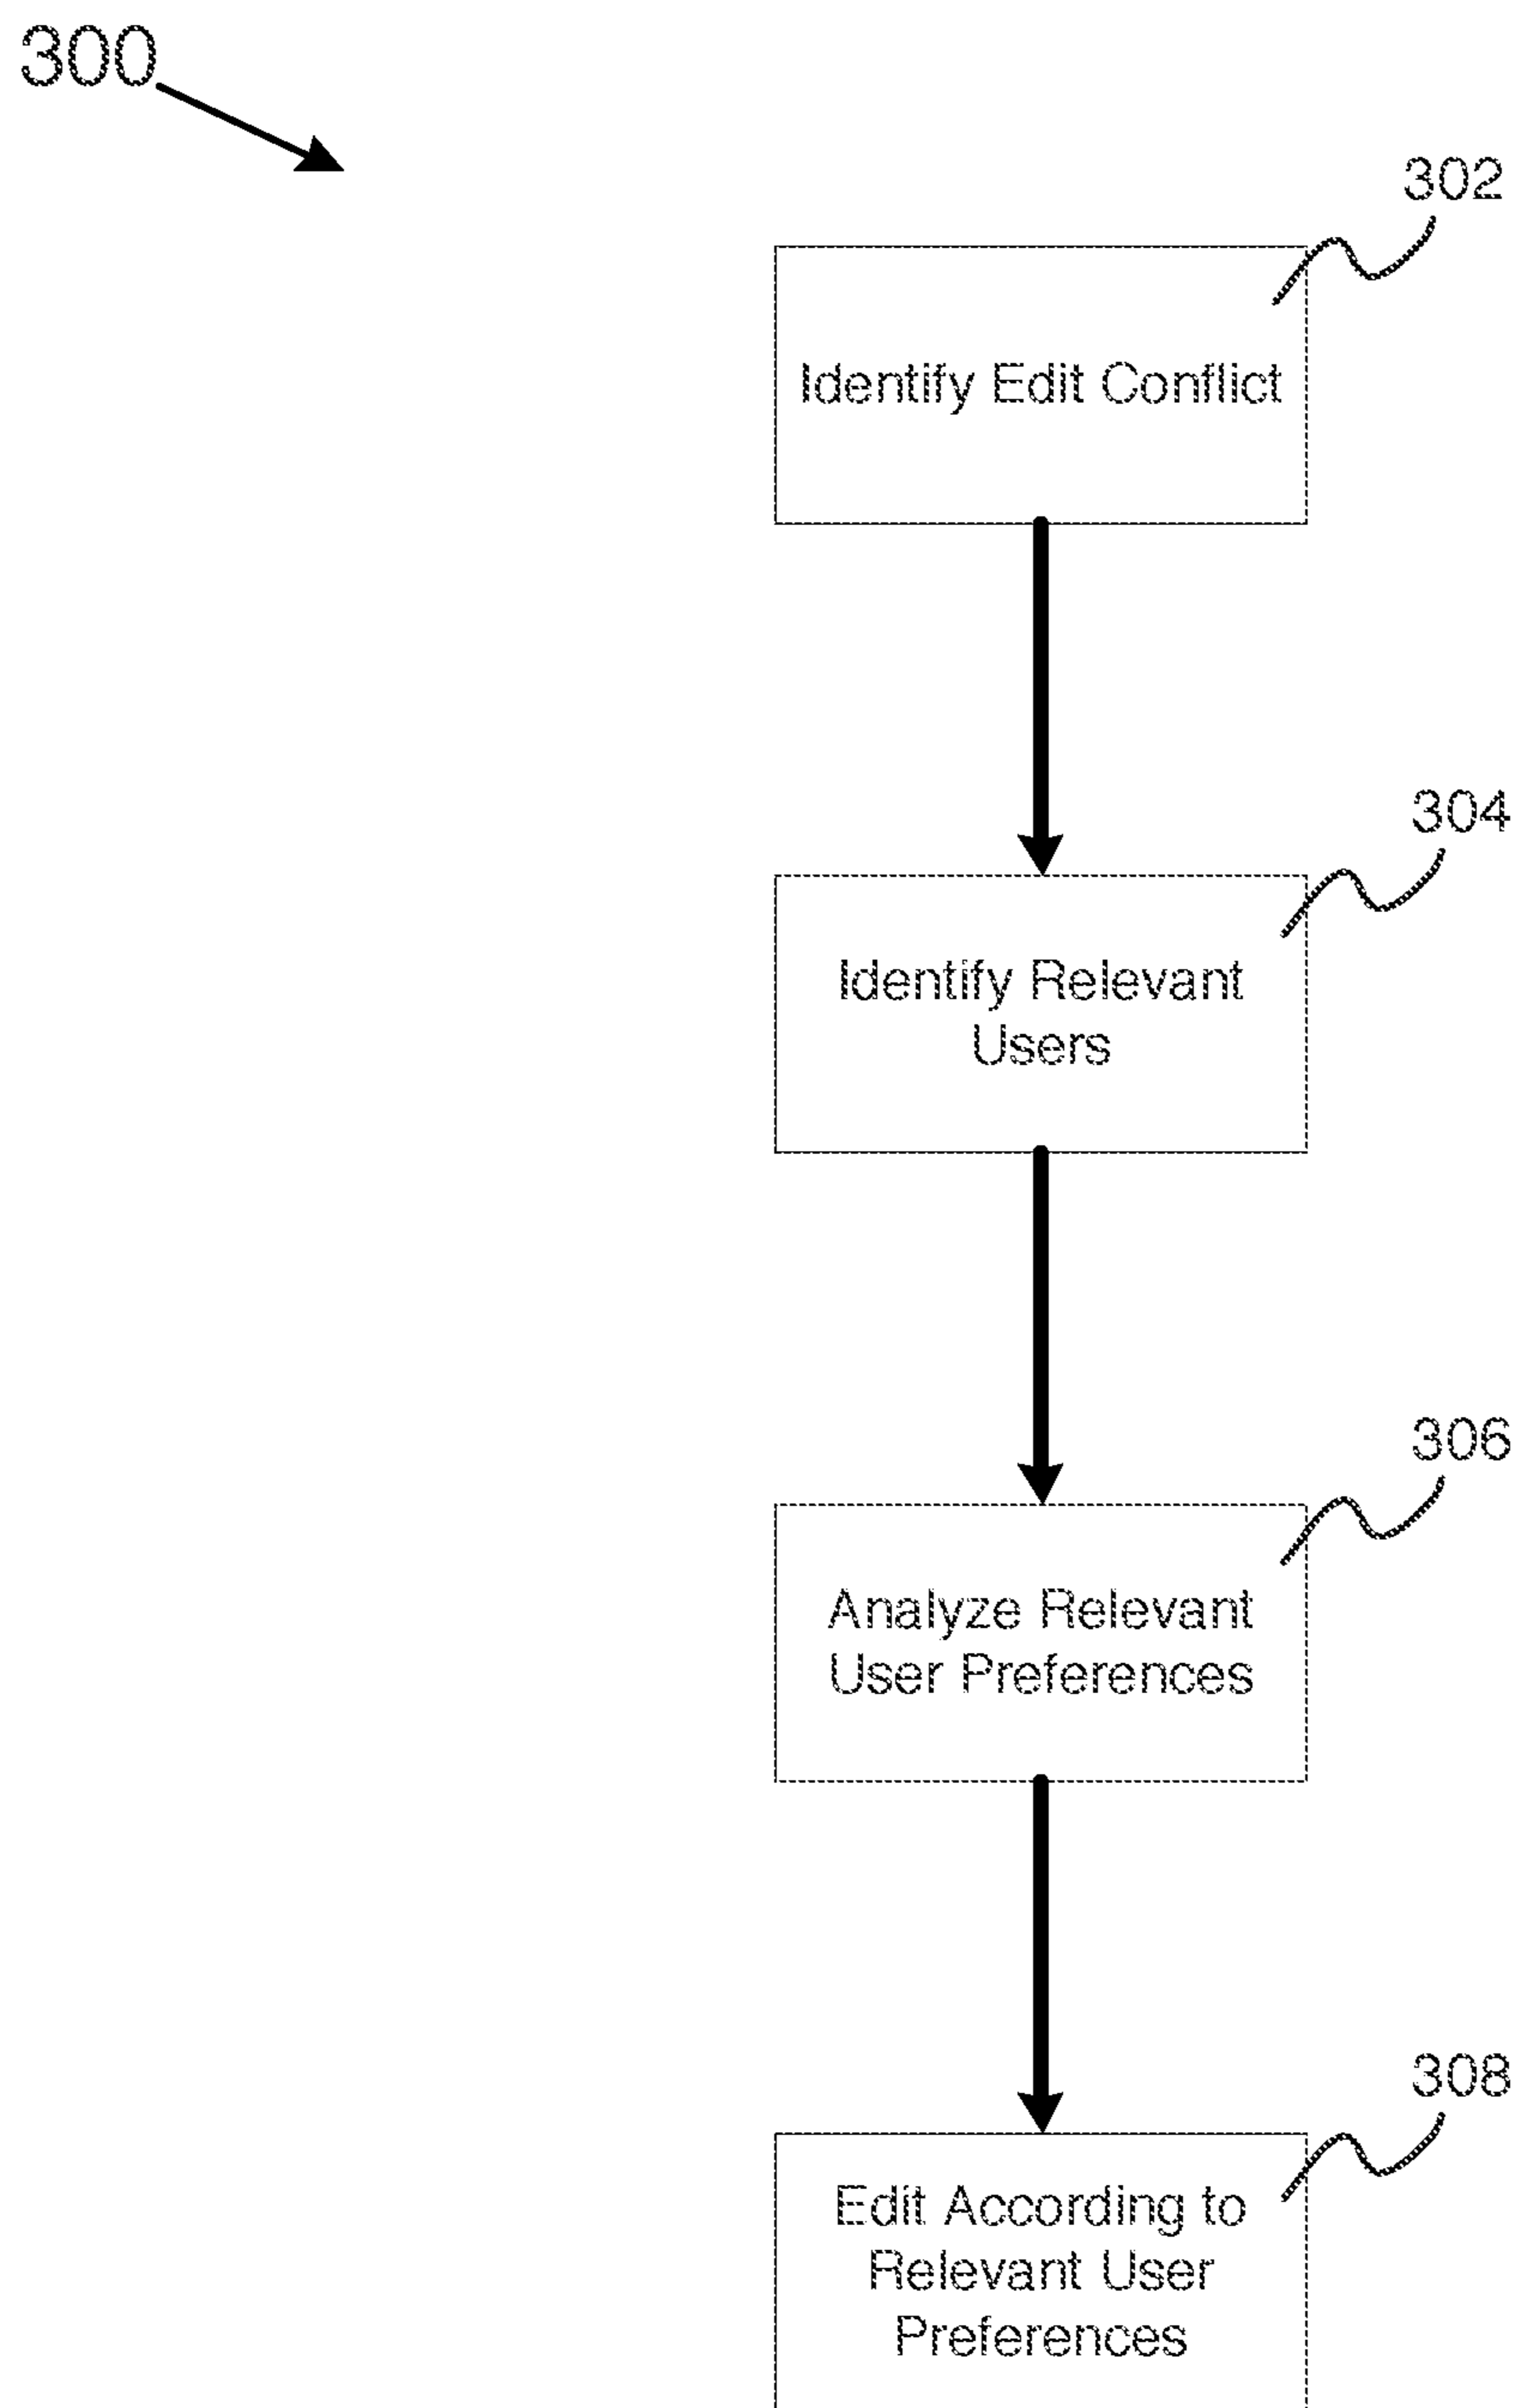 300
302
Identify Edit Conflict
304
Identify Relevant
Users
306
Analyze Relevant
User Preferences
308
Edit According to
Relevant User
Preferences